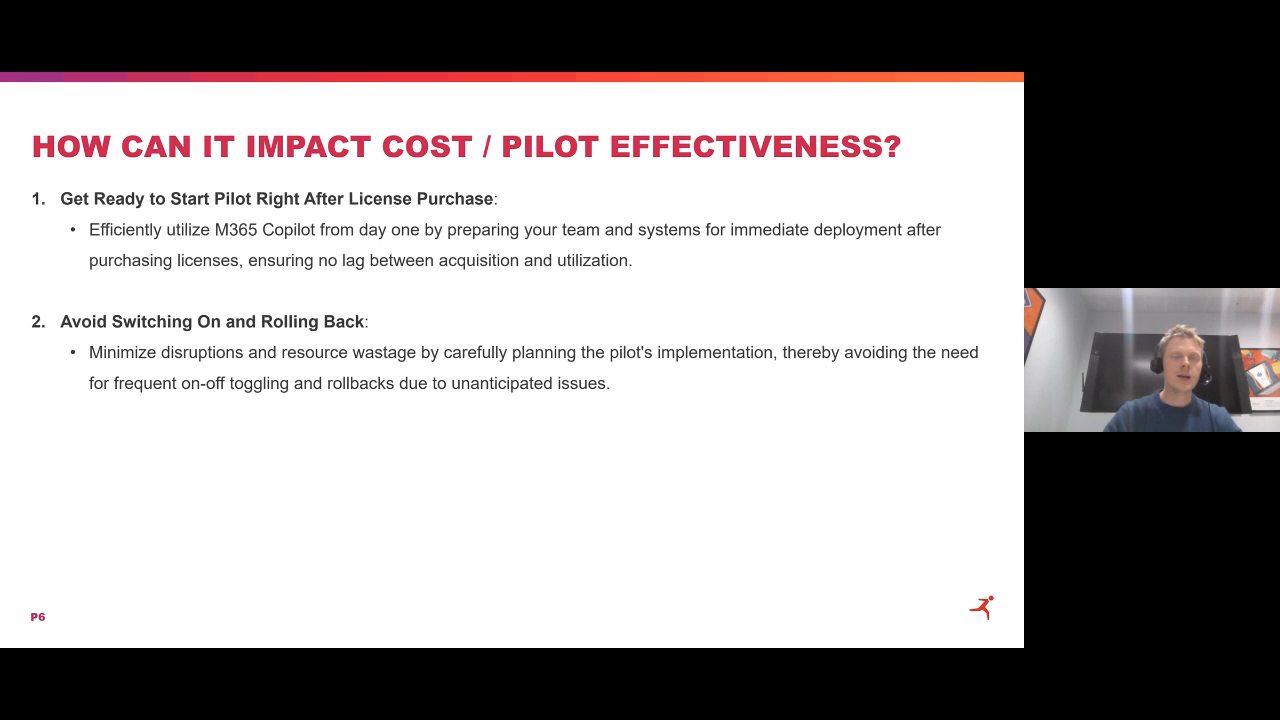 HOW CAN IT IMPACT COST / PILOT EFFECTIVENESS?
1. Get Ready to Start Pilot Right After License Purchase:
• Efficiently utilize M365 Copilot from day one by preparing your team and systems for immediate deployment after
purchasing licenses, ensuring no lag between acquisition and utilization.
2. Avoid Switching On and Rolling Back:
• Minimize disruptions and resource wastage by carefully planning the pilot's implementation, thereby avoiding the need
for frequent on-off toggling and rollbacks due to unanticipated issues.
P6